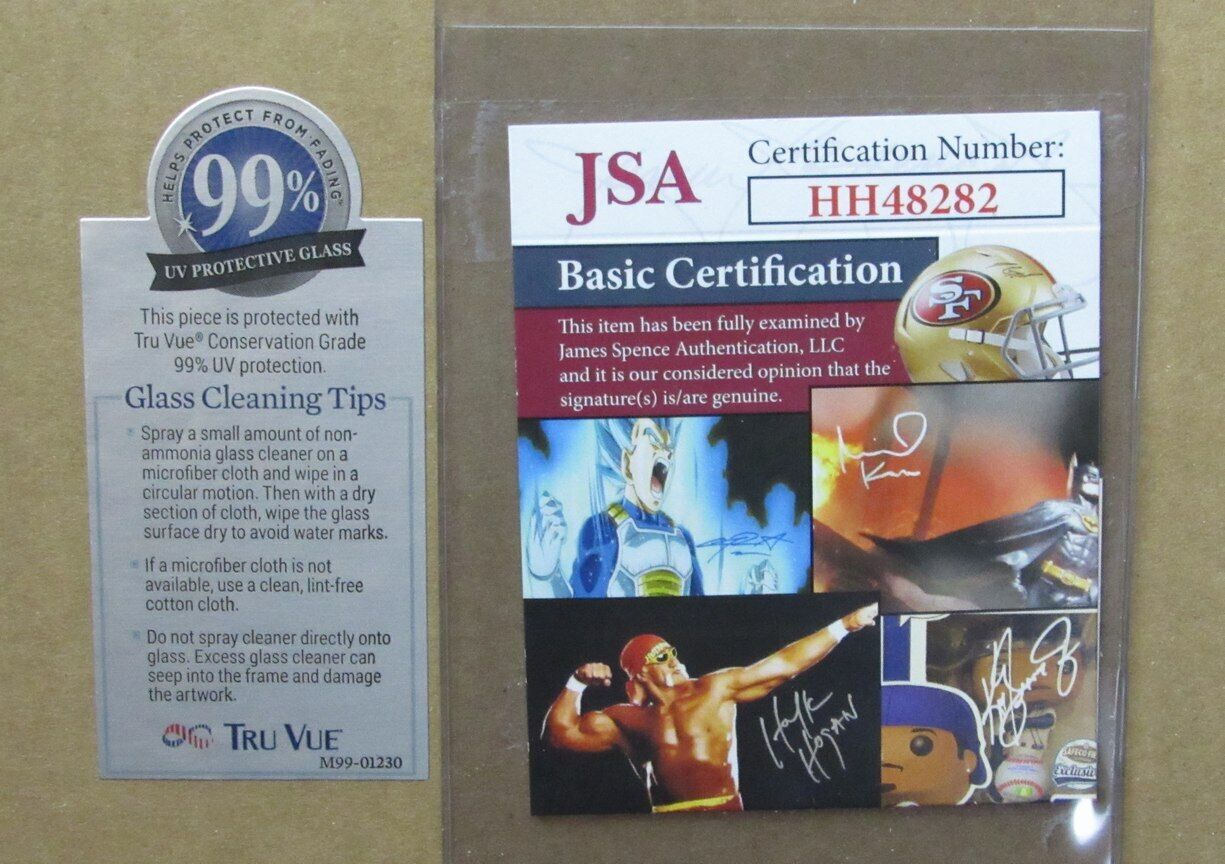 HELPS PROTECT FROM FADING™
99%
UV PROTECTIVE GLASS
This piece is protected with
Tru Vue® Conservation Grade
99% UV protection.
Glass Cleaning Tips
Spray a small amount of non-
ammonia glass cleaner on a
microfiber cloth and wipe in a
circular motion. Then with a dry
section of cloth, wipe the glass
surface dry to avoid water marks.
If a microfiber cloth is not
available, use a clean, lint-free
cotton cloth.
Do not spray cleaner directly onto
glass. Excess glass cleaner can
seep into the frame and damage
the artwork.
TRU VUE
M99-01230
JSA
Certification Number:
HH48282
Basic Certification
This item has been fully examined by
James Spence Authentication, LLC
and it is our considered opinion that the
signature(s) is/are genuine.
SF
Hulk
HOGAN
SAFECO FIELD
Exclusive